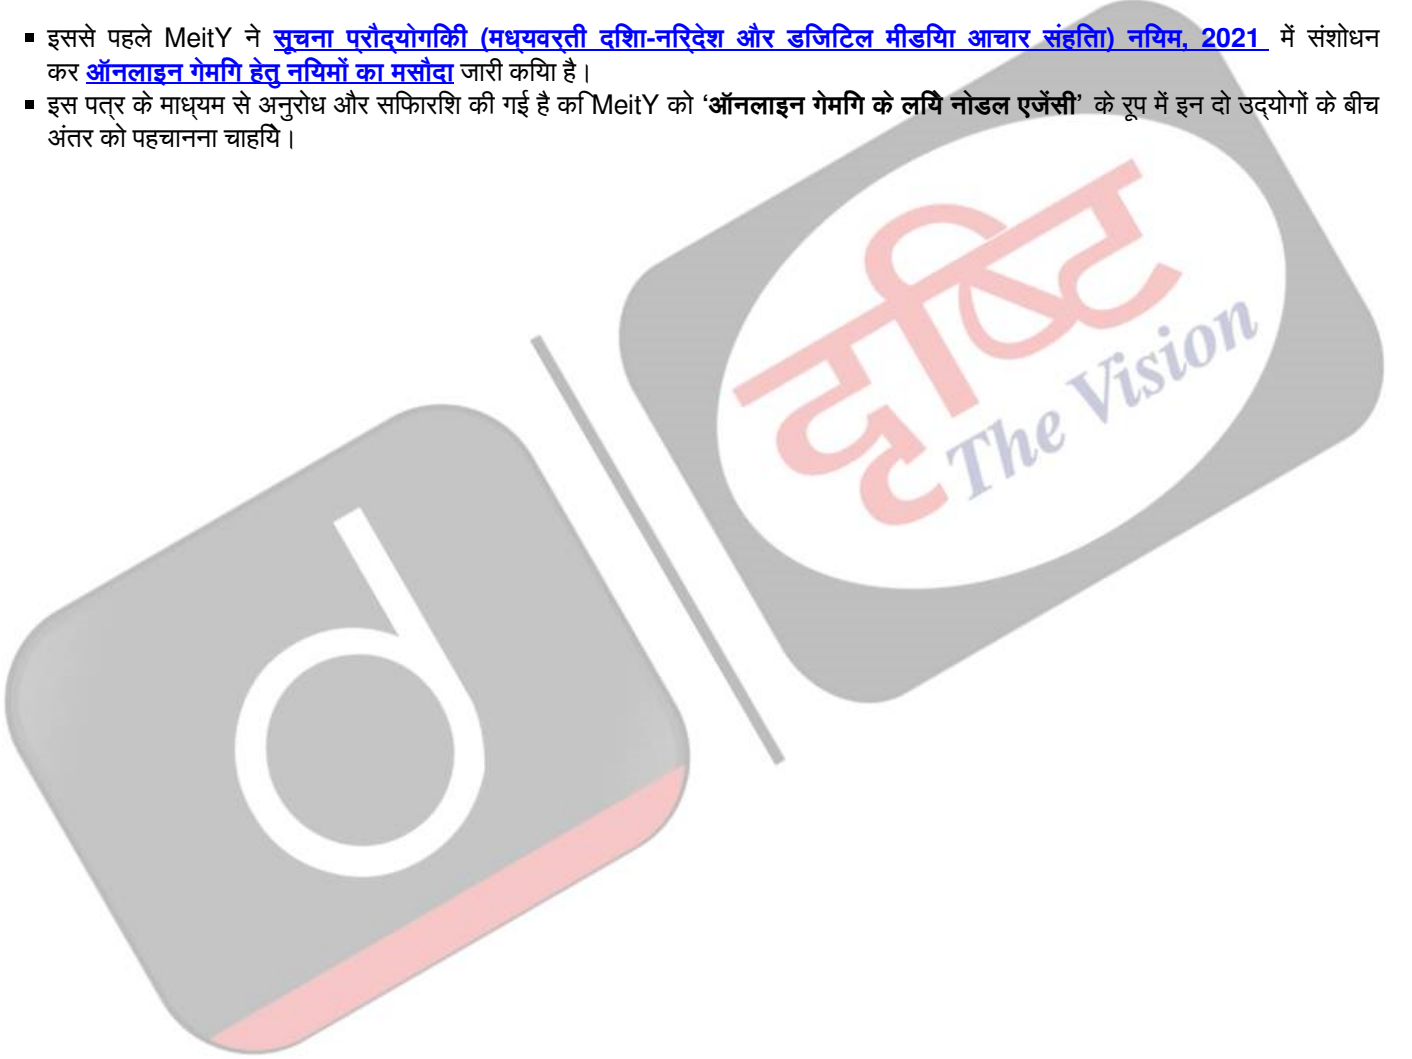 ▪ इससे पहले MeitY ने सूचना प्रौद्योगिकी (मध्यवर्ती दिशा-निर्देश और डिजिटल मीडिया आचार संहिता) नियम, 2021 में संशोधन
कर ऑनलाइन गेमिंग हेतु नियमों का मसौदा जारी किया है।
▪ इस पत्र के माध्यम से अनुरोध और सिफारिश की गई है कि MeitY को ‘ऑनलाइन गेमिंग के लिये नोडल एजेंसी’ के रूप में इन दो उद्योगों के बीच
अंतर को पहचानना चाहिये।
दृष्टि
The Vision
d